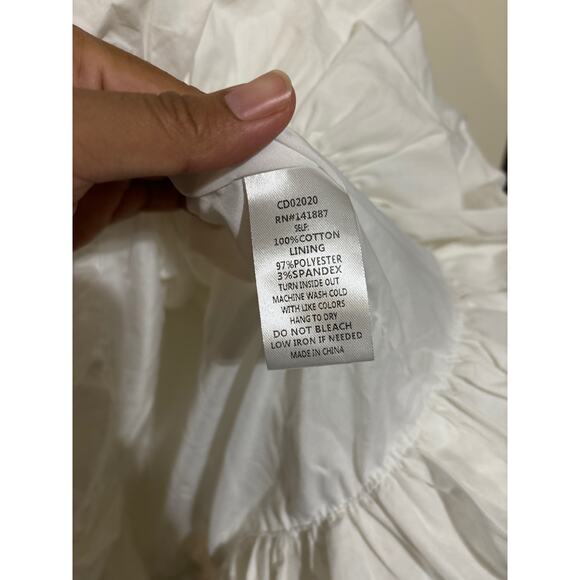 CD02020
RN#141887
SELF:
100%COTTON
LINING
97%POLYESTER
3%SPANDEX
TURN INSIDE OUT
MACHINE WASH COLD
WITH LIKE COLORS
HANG TO DRY
DO NOT BLEACH
LOW IRON IF NEEDED
MADE IN CHINA